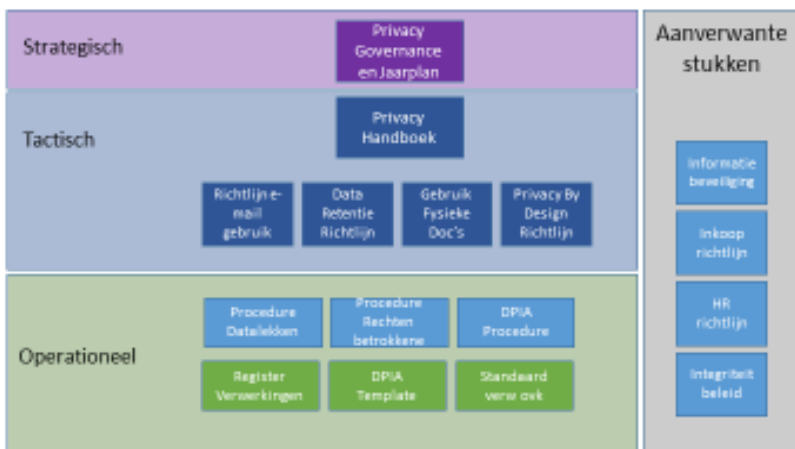 Strategisch
Privacy
Governance
en Jaarplan
Aanverwante
stukken
Tactisch
Privacy
Handboek
Richtlijn e-
mail
gebruik
Data
Retentie
Richtlijn
Gebruik
Fysieke
Doc's
Privacy By
Design
Richtlijn
Informatie
beveiliging
Inkoop
richtlijn
HR
richtlijn
Integriteit
beleid
Operationeel
Procedure
Datalekken
Procedure
Rechten
betrokkene
DPIA
Procedure
Register
Verwerkingen
DPIA
Template
Standaard
verw ovk